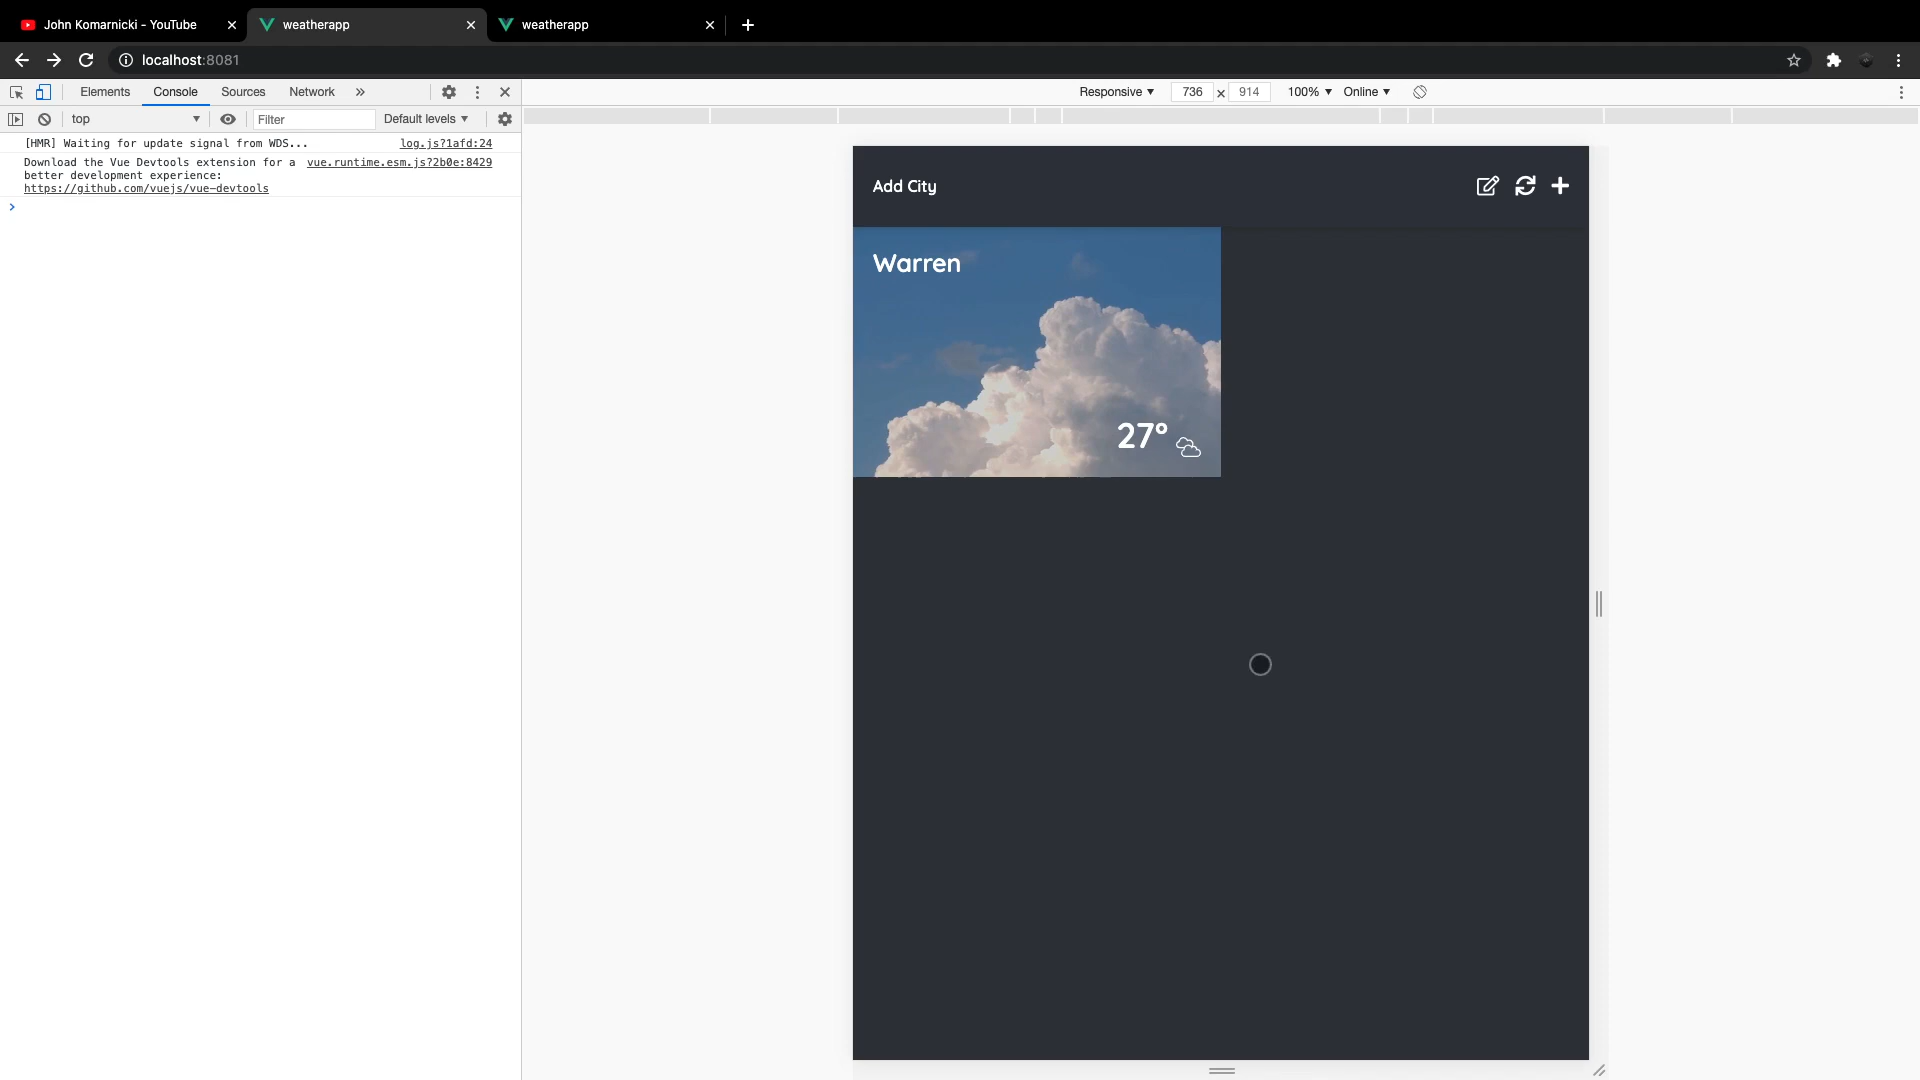 John Komarnicki - YouTube
weatherapp
weatherapp
localhost:8081
Elements Console Sources Network
Responsive 736 x 914 100% Online
top Filter Default levels
[HMR] Waiting for update signal from WDS... log.js?1afd:24
Download the Vue Devtools extension for a vue.runtime.esm.js?2b0e:8429
better development experience:
https://github.com/vuejs/vue-devtools
Add City
Warren
27°